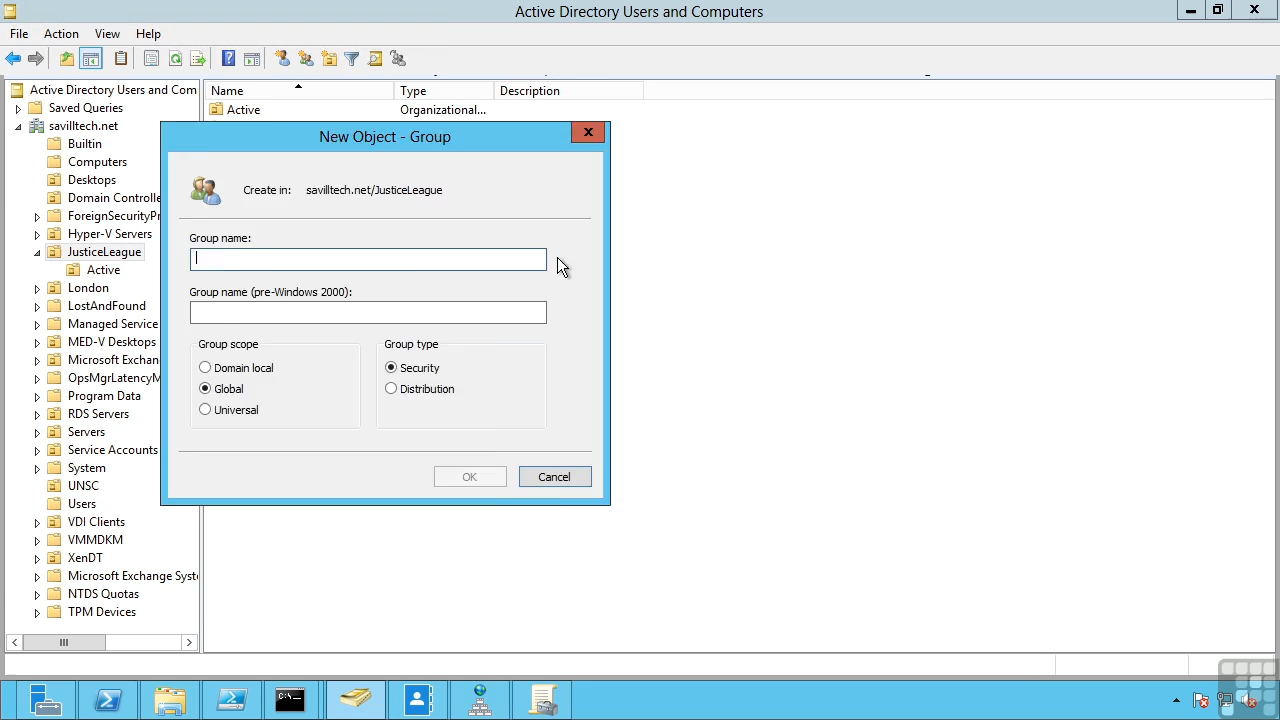 Active Directory Users and Computers
File Action View Help
Active Directory Users and Com
Saved Queries
savilltech.net
Builtin
Computers
Desktops
Domain Controlle
ForeignSecurityPr
Hyper-V Servers
JusticeLeague
Active
London
LostAndFound
Managed Service
MED-V Desktops
Microsoft Exchan
OpsMgrLatencyM
Program Data
RDS Servers
Servers
Service Accounts
System
UNSC
Users
VDI Clients
VMMDKM
XenDT
Microsoft Exchange Syst
NTDS Quotas
TPM Devices
Name Type Description
Active Organizational...
New Object - Group
Create in: savilltech.net/JusticeLeague
Group name:
Group name (pre-Windows 2000):
Group scope
Domain local
Global
Universal
Group type
Security
Distribution
OK Cancel